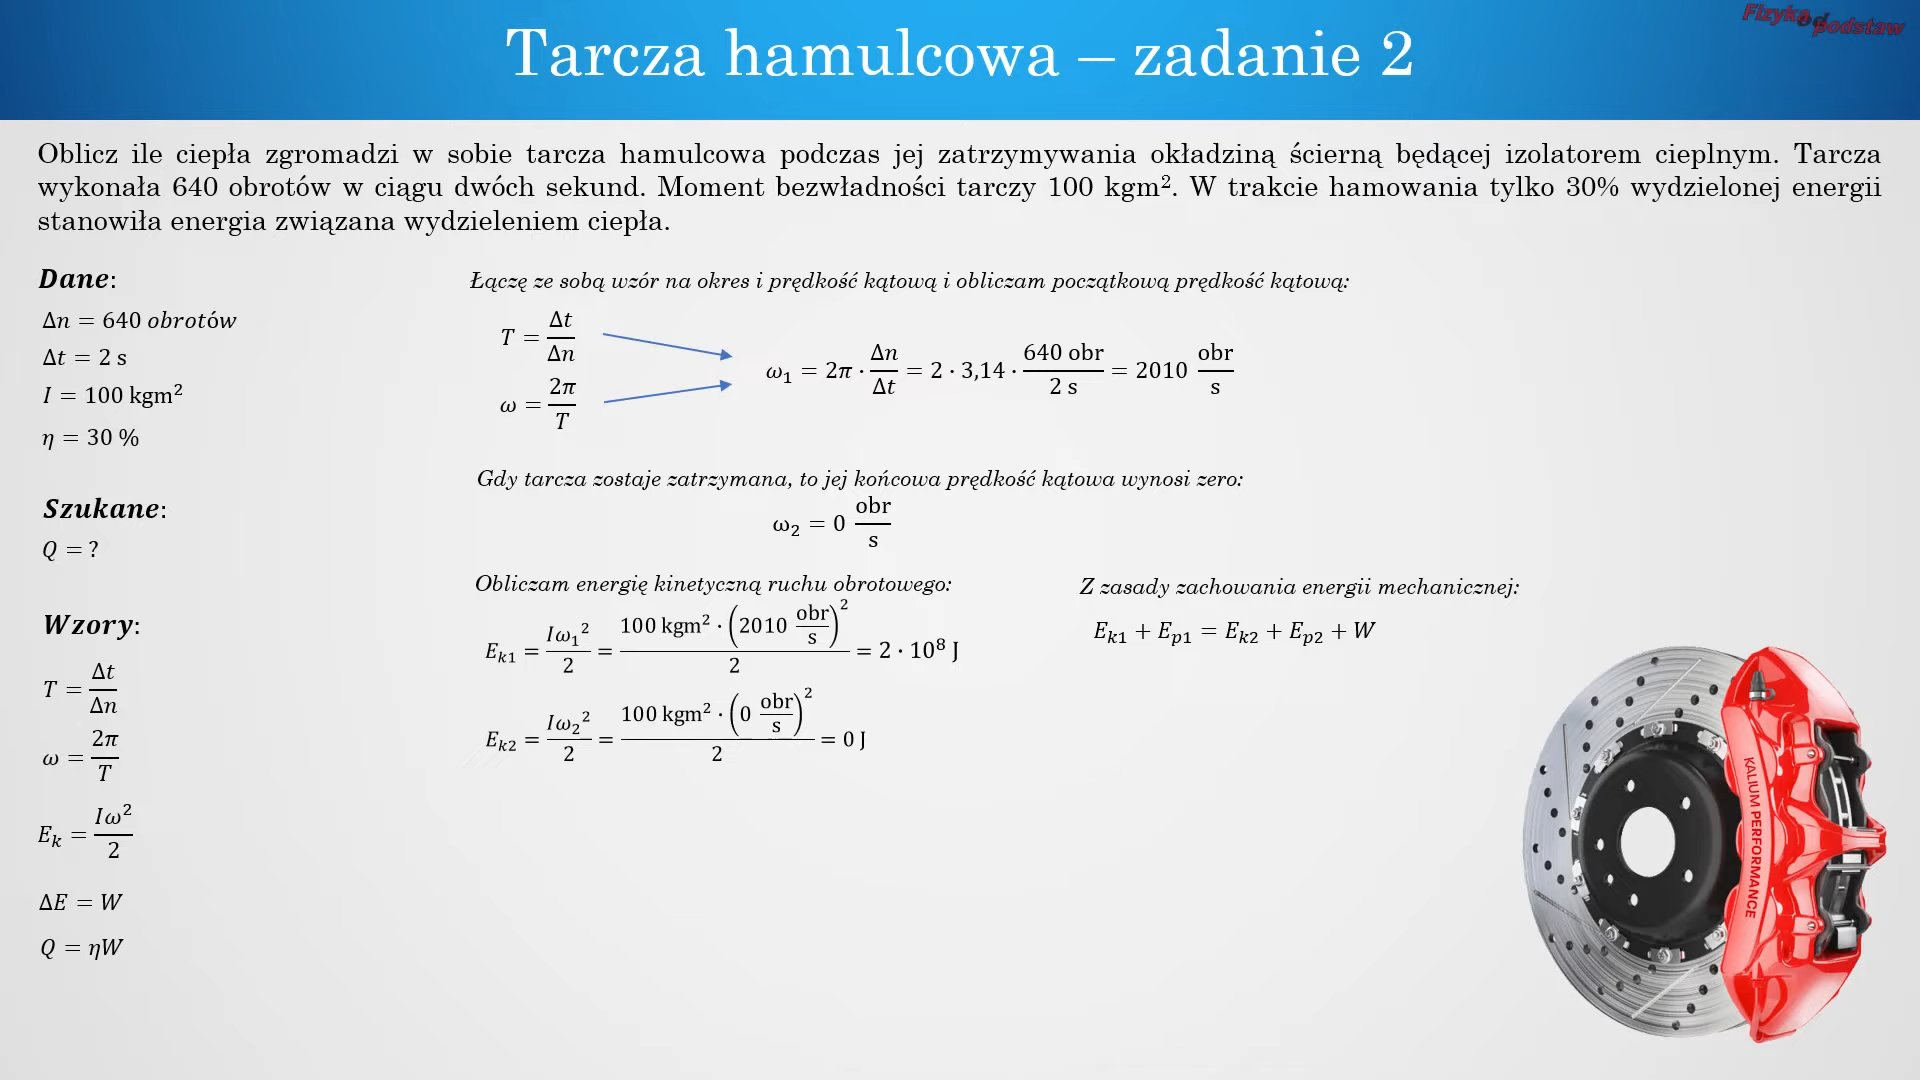 Fizyka od podstaw
Tarcza hamulcowa – zadanie 2
Oblicz ile ciepła zgromadzi w sobie tarcza hamulcowa podczas jej zatrzymywania okładziną ścierną będącej izolatorem cieplnym. Tarcza
wykonała 640 obrotów w ciągu dwóch sekund. Moment bezwładności tarczy 100 kgm². W trakcie hamowania tylko 30% wydzielonej energii
stanowiła energia związana wydzieleniem ciepła.
Dane:
Δn = 640 obrotów
Δt = 2 s
I = 100 kgm²
η = 30 %
Szukane:
Q = ?
Wzory:
T = Δt/Δn
ω = 2π/T
E_k = Iω²/2
ΔE = W
Q = ηW
Łączę ze sobą wzór na okres i prędkość kątową i obliczam początkową prędkość kątową:
T = Δt/Δn
ω = 2π/T
ω₁ = 2π · Δn/Δt = 2 · 3,14 · 640 obr/2 s = 2010 obr/s
Gdy tarcza zostaje zatrzymana, to jej końcowa prędkość kątowa wynosi zero:
ω₂ = 0 obr/s
Obliczam energię kinetyczną ruchu obrotowego:
E_k1 = Iω₁²/2 = 100 kgm² · (2010 obr/s)²/2 = 2 · 10⁸ J
E_k2 = Iω₂²/2 = 100 kgm² · (0 obr/s)²/2 = 0 J
Z zasady zachowania energii mechanicznej:
E_k1 + E_p1 = E_k2 + E_p2 + W
KALIUM PERFORMANCE